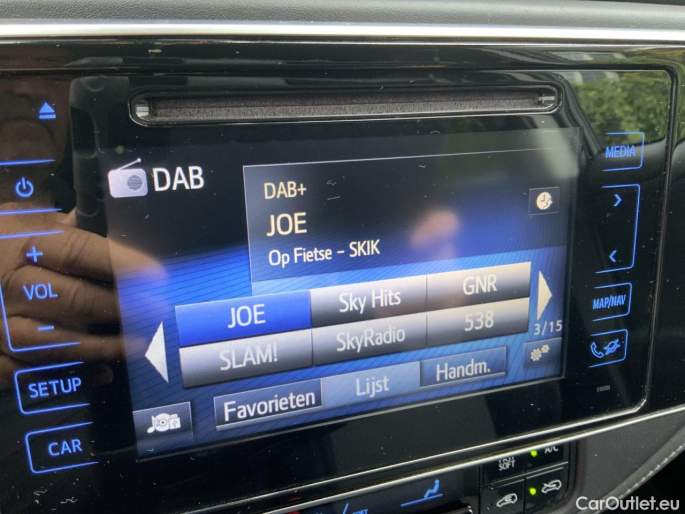 DAB
DAB+
JOE
Op Fietse - SKIK
JOE
Sky Hits
GNR
SLAM!
SkyRadio
538
3/15
Favorieten
Lijst
Handm.
VOL
SETUP
CAR
MEDIA
MAP/NAV
A/C
SOFT
CarOutlet.eu